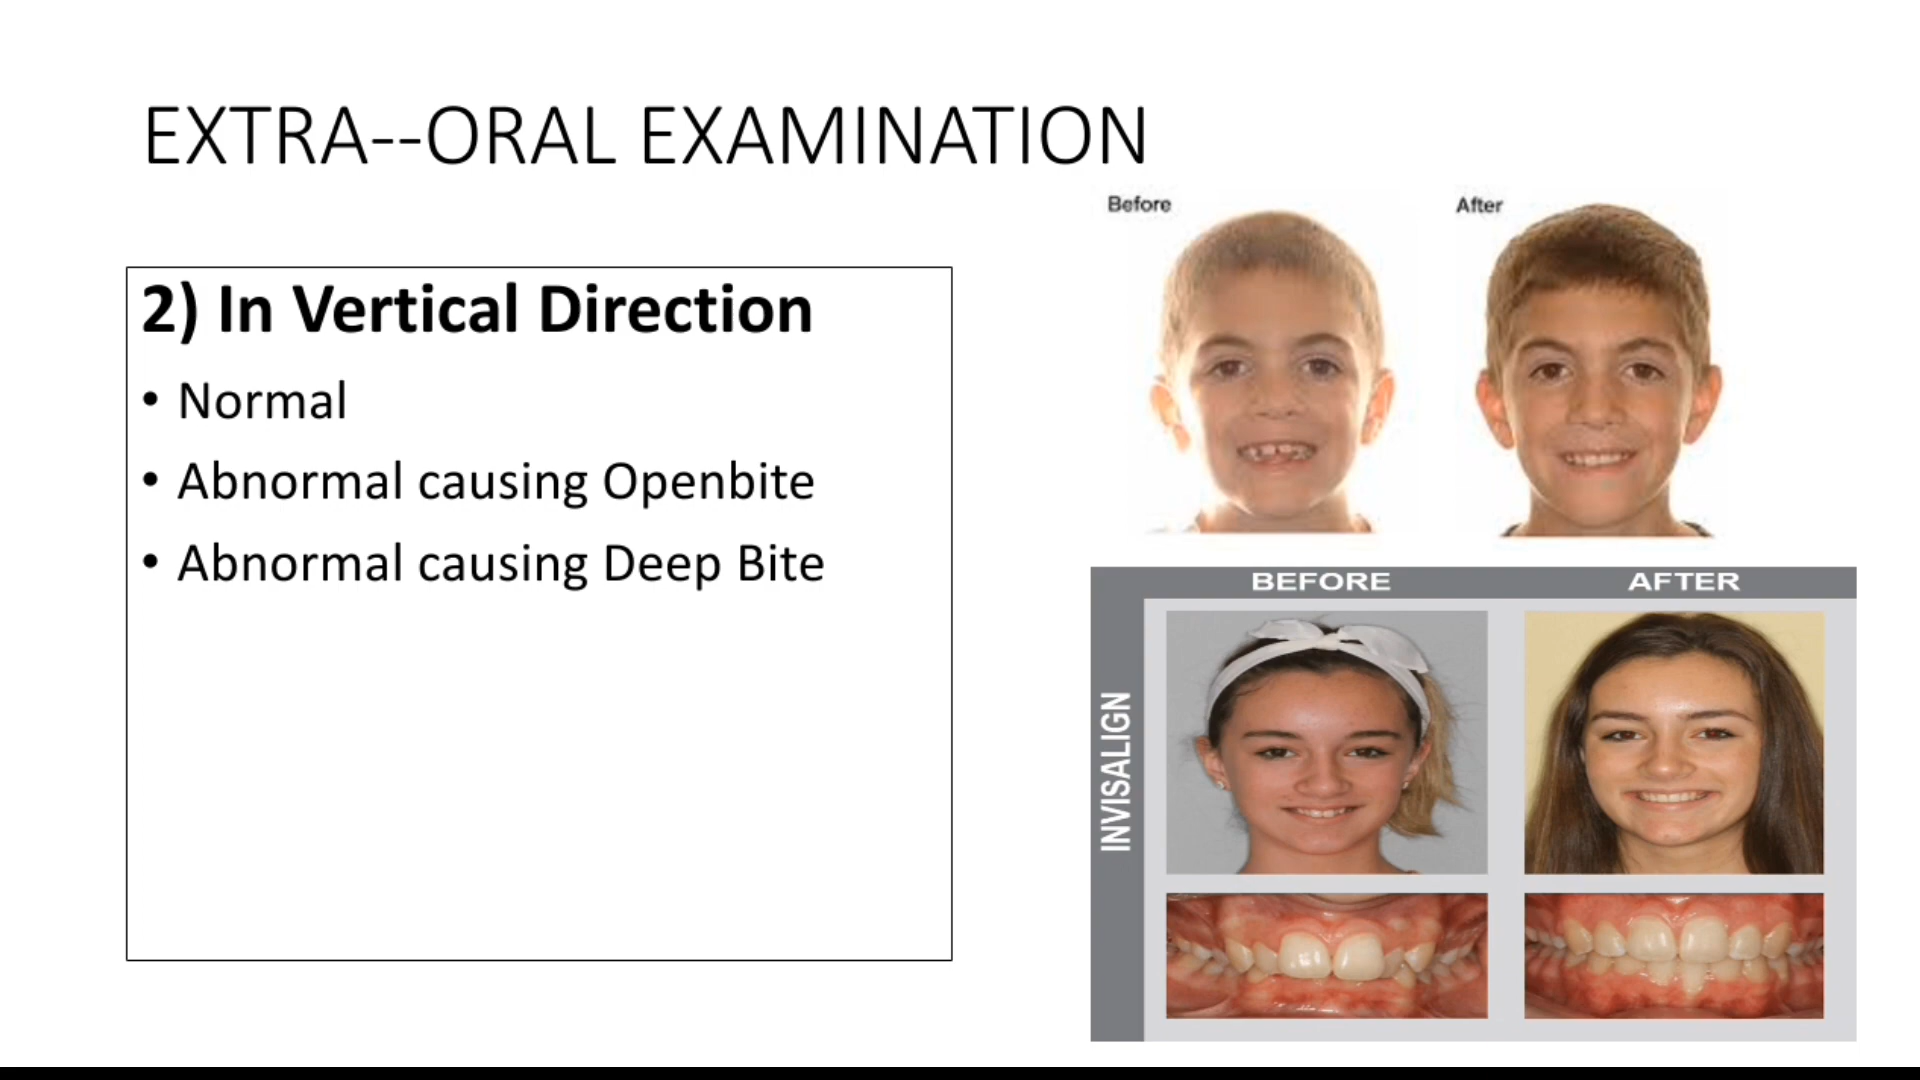 EXTRA--ORAL EXAMINATION
2) In Vertical Direction
• Normal
• Abnormal causing Openbite
• Abnormal causing Deep Bite
Before
After
BEFORE
AFTER
INVISALIGN